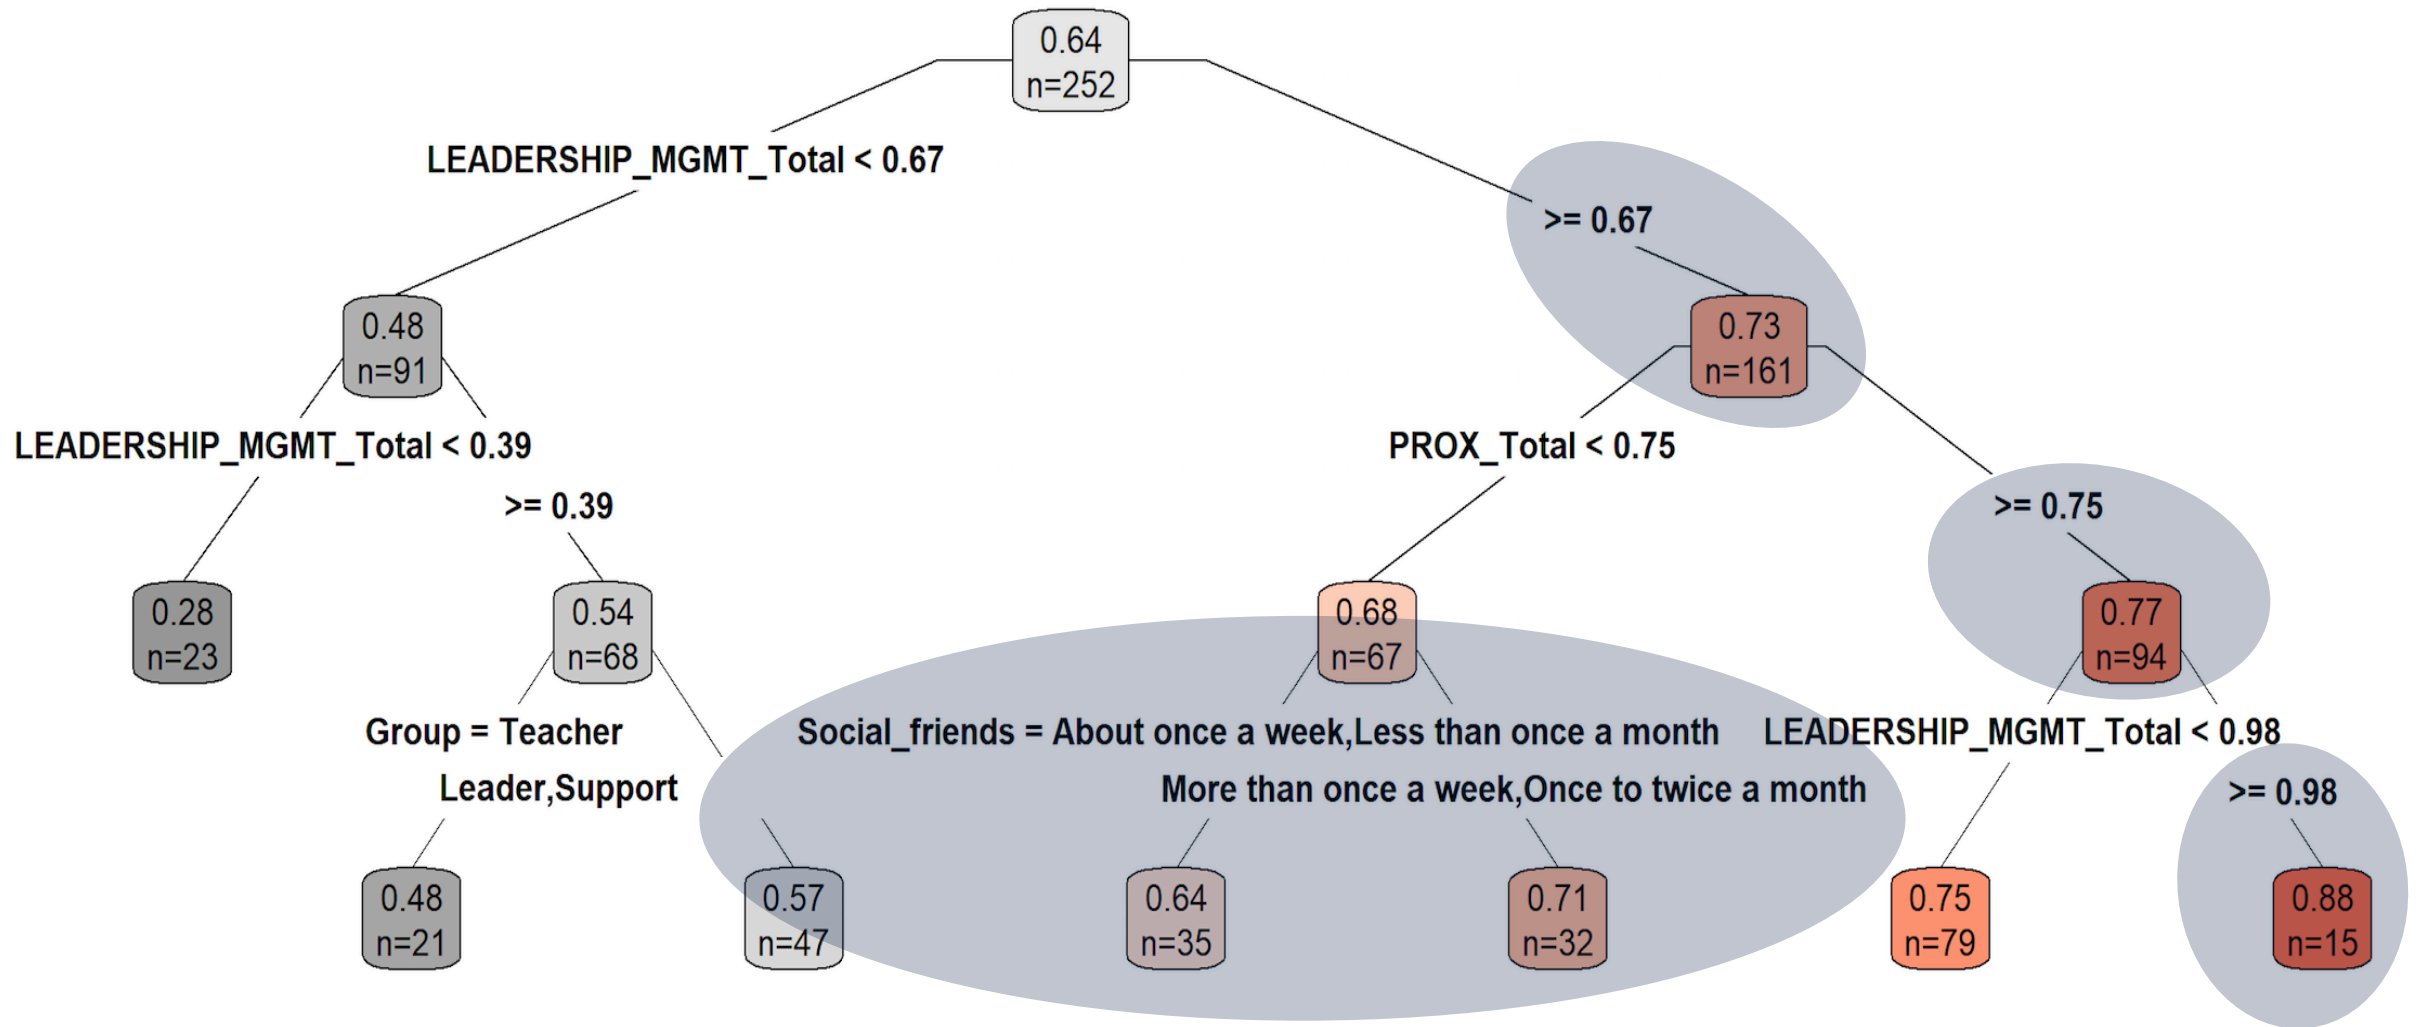 0.64
n=252
LEADERSHIP_MGMT_Total < 0.67
>= 0.67
0.48
n=91
0.73
n=161
LEADERSHIP_MGMT_Total < 0.39
>= 0.39
PROX_Total < 0.75
>= 0.75
0.28
n=23
0.54
n=68
0.68
n=67
0.77
n=94
Group = Teacher
Leader,Support
Social_friends = About once a week,Less than once a month
More than once a week,Once to twice a month
LEADERSHIP_MGMT_Total < 0.98
>= 0.98
0.48
n=21
0.57
n=47
0.64
n=35
0.71
n=32
0.75
n=79
0.88
n=15